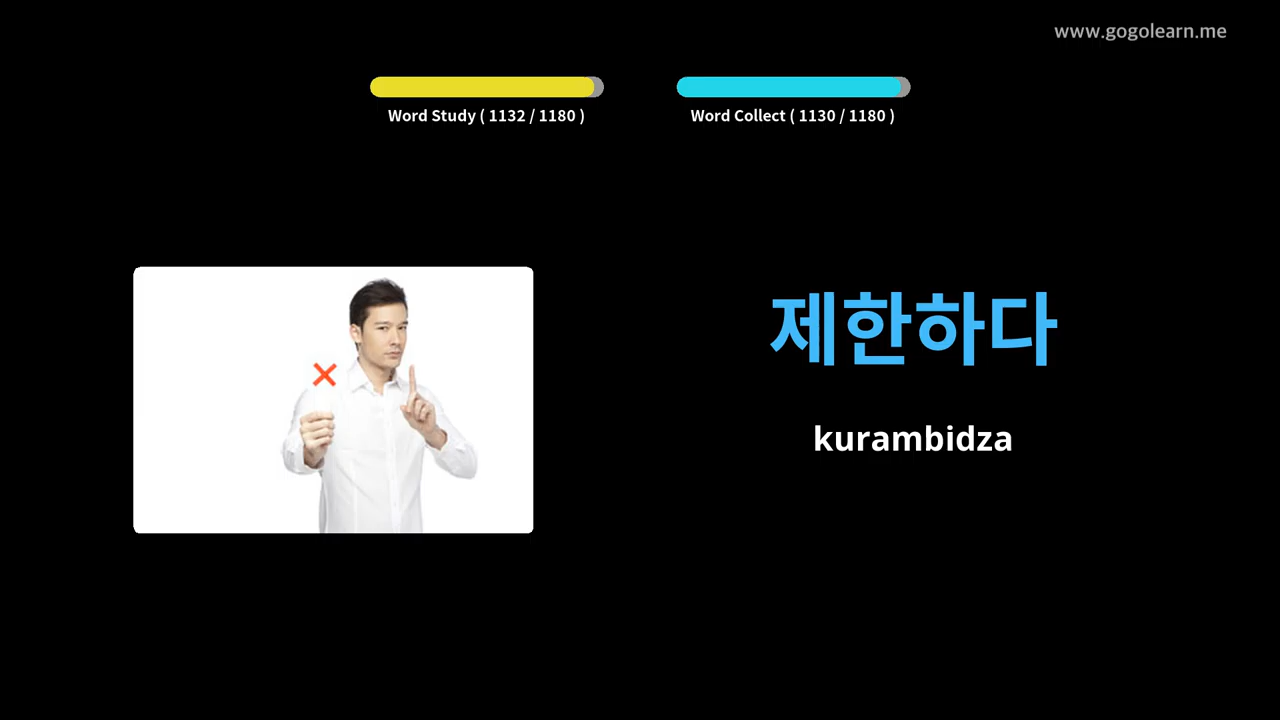 www.gogolearn.me
Word Study ( 1132 / 1180 )
Word Collect ( 1130 / 1180 )
제한하다
kurambidza